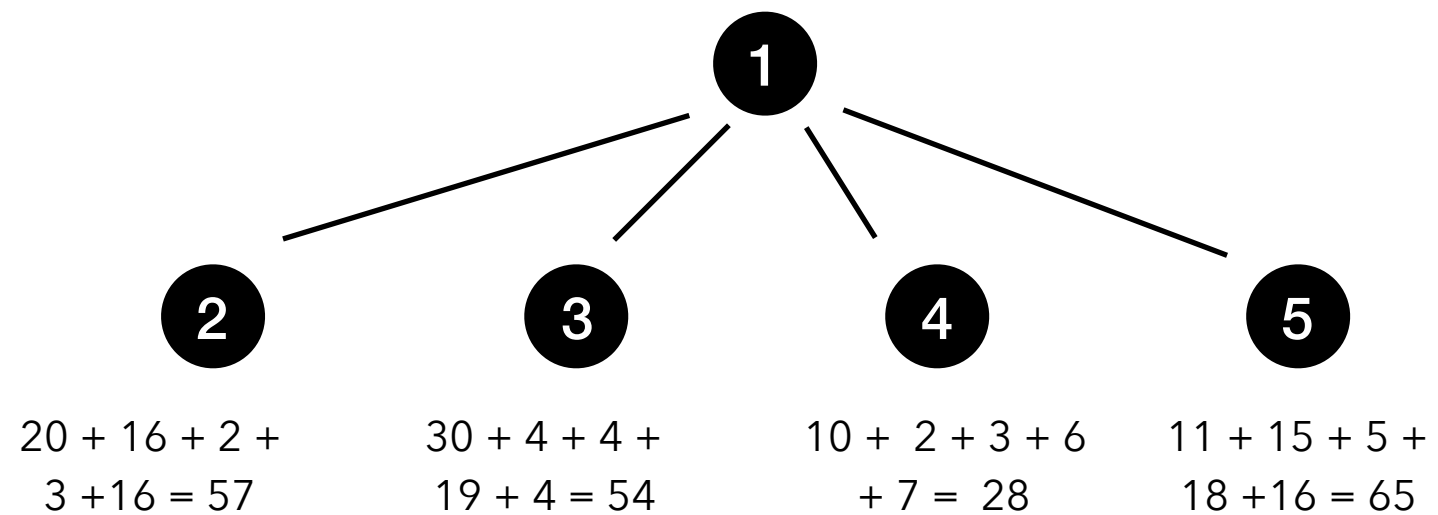 1
2 3 4 5
20 + 16 + 2 + 30 + 4 + 4 + 10 +  2 + 3 + 6 11 + 15 + 5 +
3 +16 = 57 19 + 4 = 54 + 7 =  28 18 +16 = 65